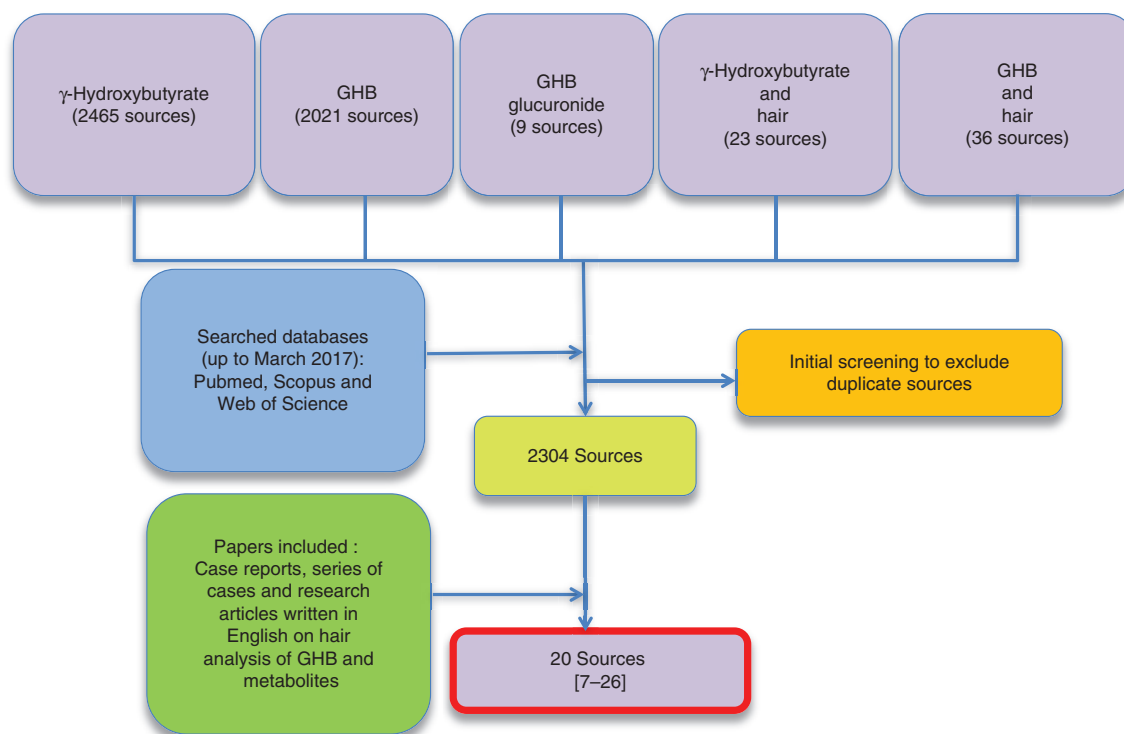 γ-Hydroxybutyrate
(2465 sources)
GHB
(2021 sources)
GHB
glucuronide
(9 sources)
γ-Hydroxybutyrate
and
hair
(23 sources)
GHB
and
hair
(36 sources)
Searched databases
(up to March 2017):
Pubmed, Scopus and
Web of Science
Initial screening to exclude
duplicate sources
2304 Sources
Papers included :
Case reports, series of
cases and research
articles written in
English on hair
analysis of GHB and
metabolites
20 Sources
[7–26]